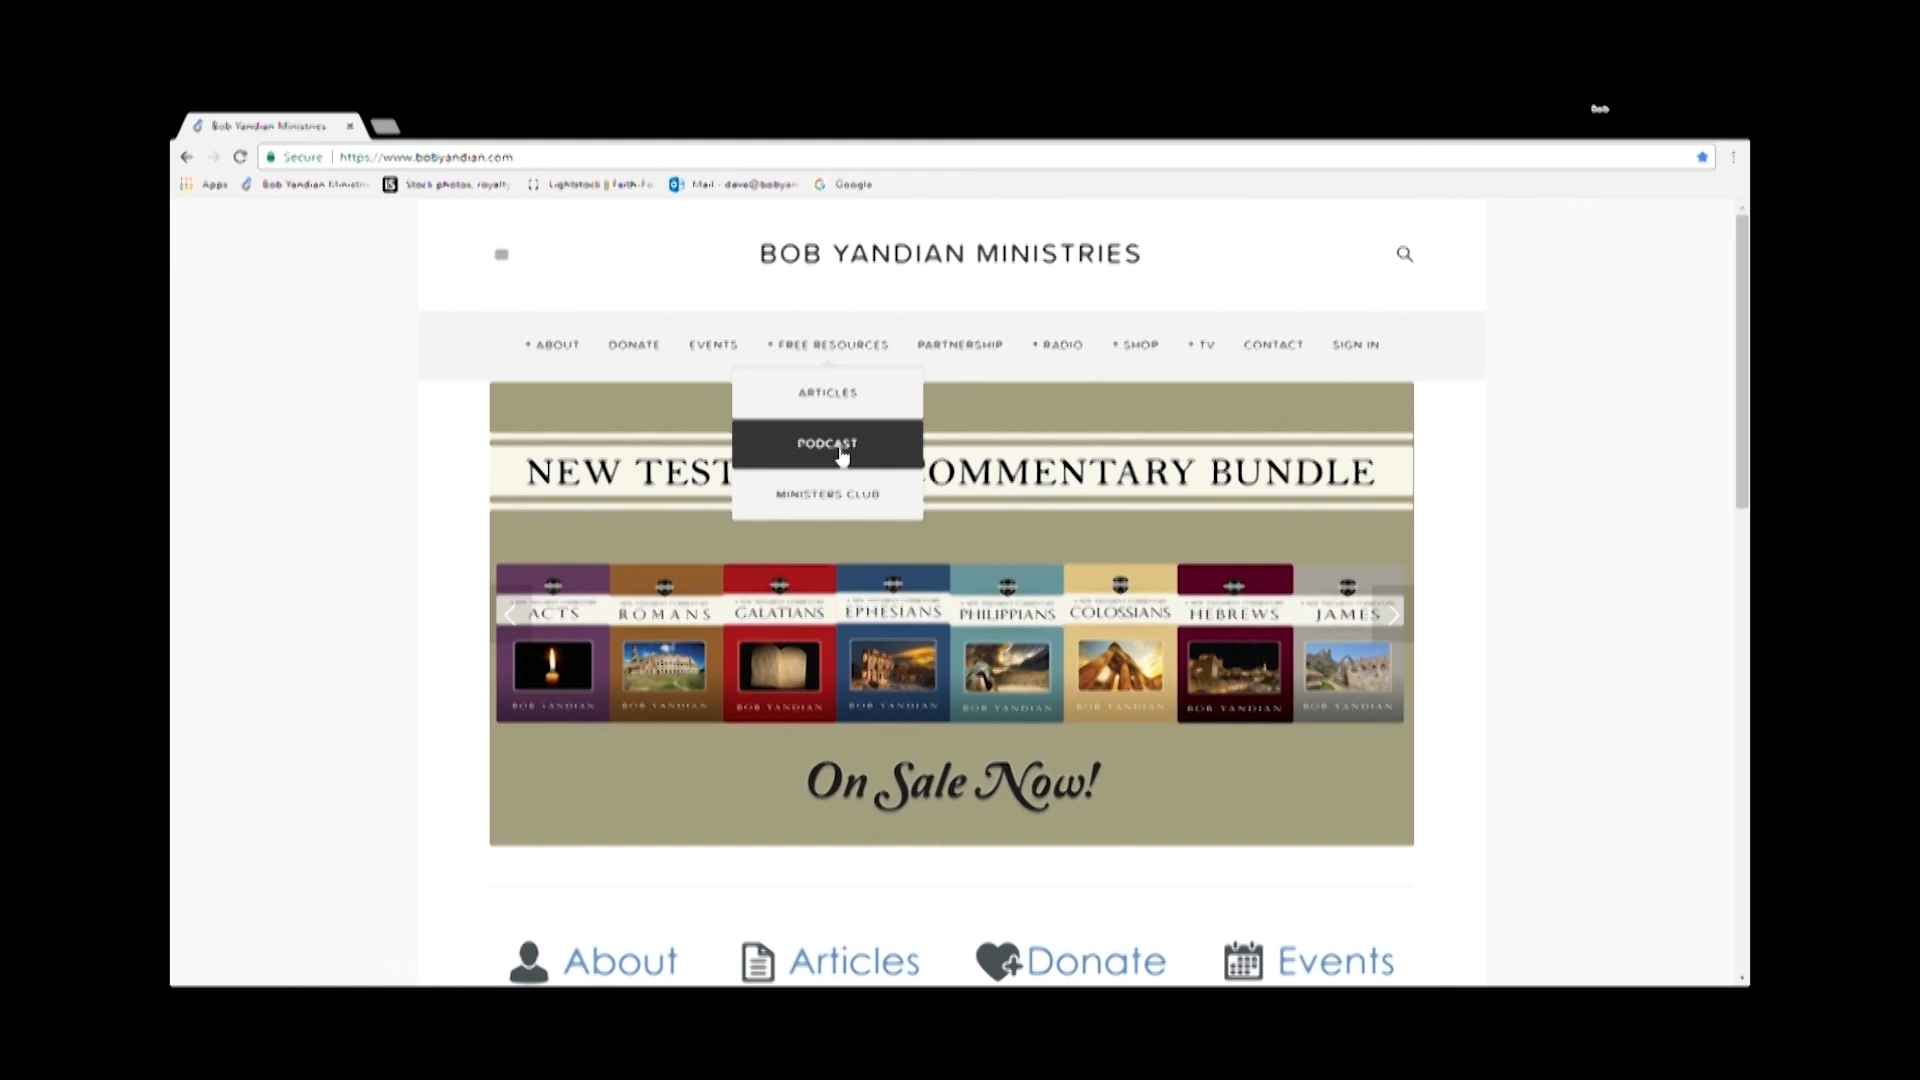 Bob
Bob Yandian Ministries
Secure https://www.bobyandian.com
Apps Bob Yandian Ministri Stock photos, royalty Lightstock || Faith-Fo Mail - dave@bobyan Google
BOB YANDIAN MINISTRIES
+ ABOUT DONATE EVENTS + FREE RESOURCES PARTNERSHIP + RADIO + SHOP + TV CONTACT SIGN IN
ARTICLES
PODCAST
MINISTERS CLUB
NEW TEST OMMENTARY BUNDLE
ACTS ROMANS GALATIANS EPHESIANS PHILIPPIANS COLOSSIANS HEBREWS JAMES
BOB YANDIAN BOB YANDIAN BOB YANDIAN BOB YANDIAN BOB YANDIAN BOB YANDIAN BOB YANDIAN BOB YANDIAN
On Sale Now!
About Articles Donate Events